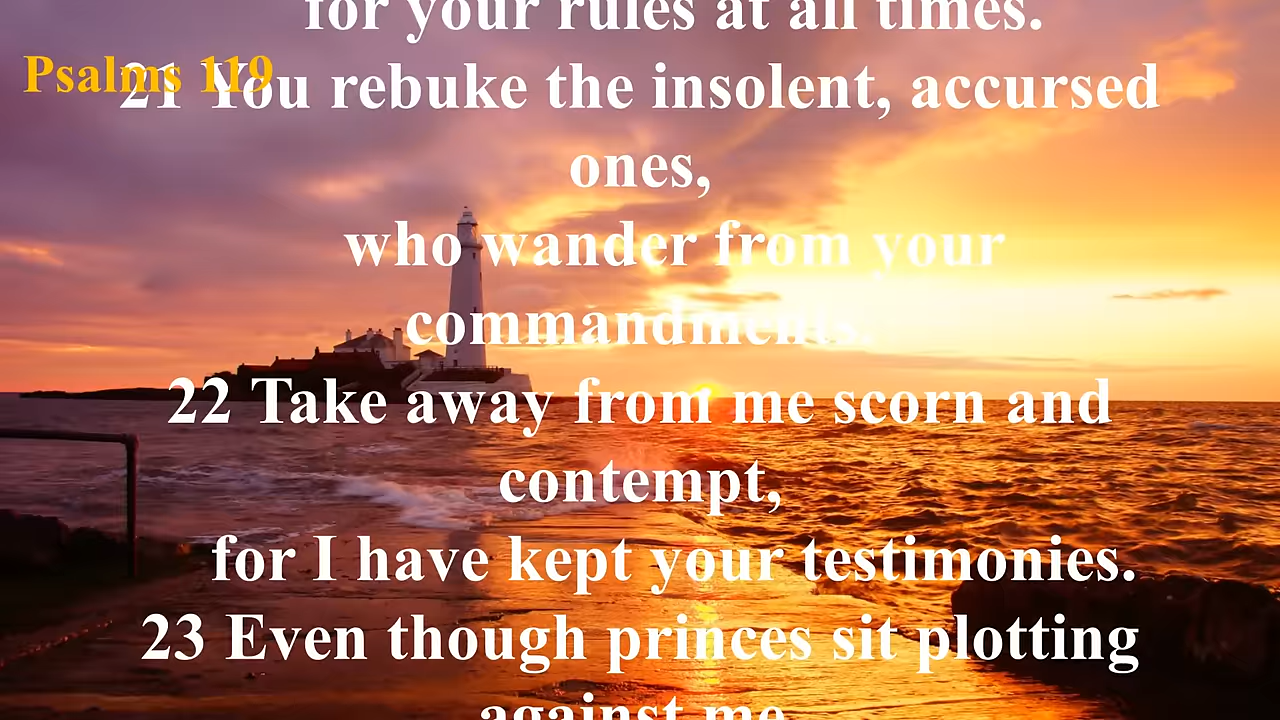 for your rules at all times.
Psalms 119
21 You rebuke the insolent, accursed
ones,
who wander from your
commandments.
22 Take away from me scorn and
contempt,
for I have kept your testimonies.
23 Even though princes sit plotting
against me,